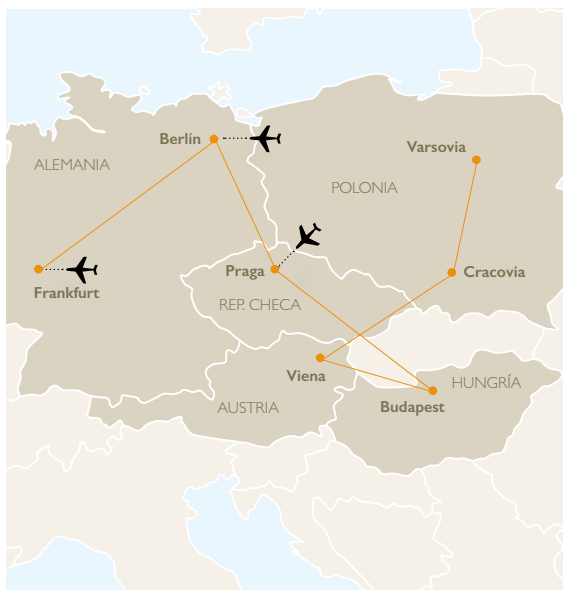 Berlín
Varsovia
ALEMANIA
POLONIA
Praga
Cracovia
Frankfurt
REP. CHECA
Viena
HUNGRÍA
AUSTRIA
Budapest